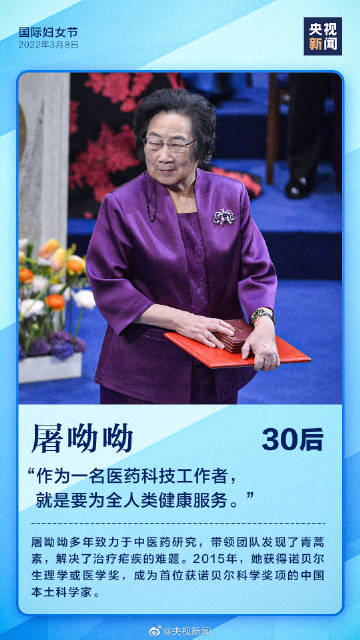 国际妇女节
2022年3月8日
央视
新闻
屠呦呦
30后
“作为一名医药科技工作者，
就是要为全人类健康服务。”
屠呦呦多年致力于中医药研究，带领团队发现了青蒿
素，解决了治疗疟疾的难题。2015年，她获得诺贝尔
生理学或医学奖，成为首位获诺贝尔科学奖项的中国
本土科学家。
@央视新闻